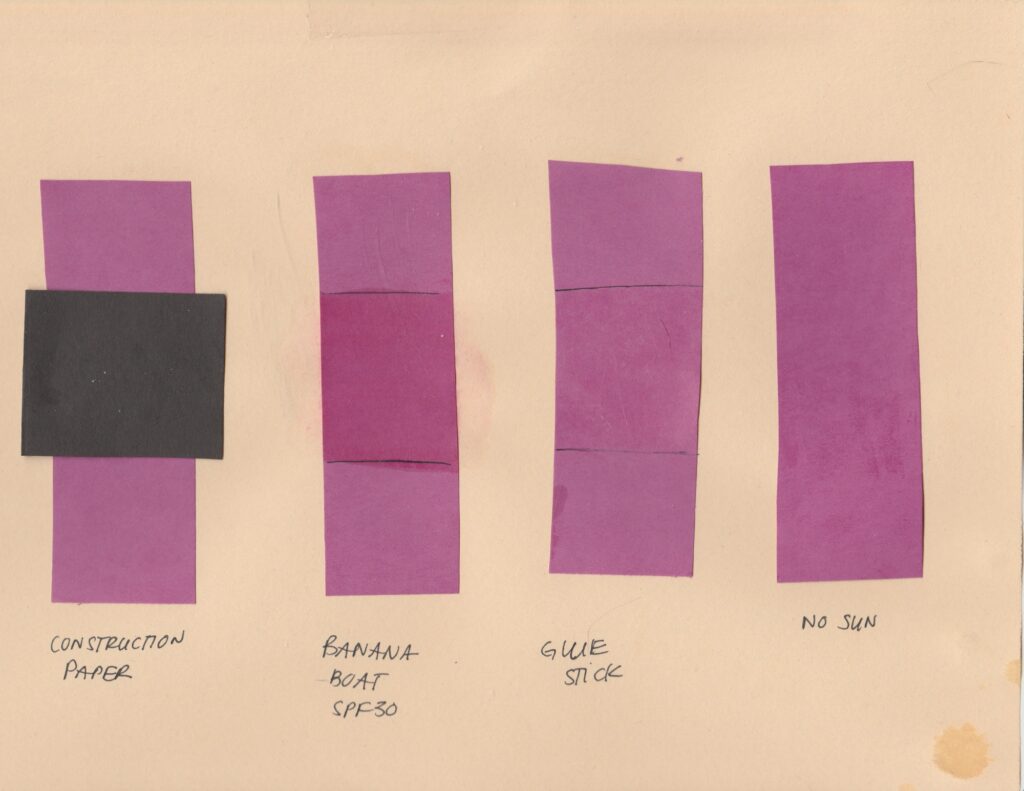 CONSTRUCTION
PAPER
BANANA
BOAT
SPF30
GLUE
STICK
NO SUN